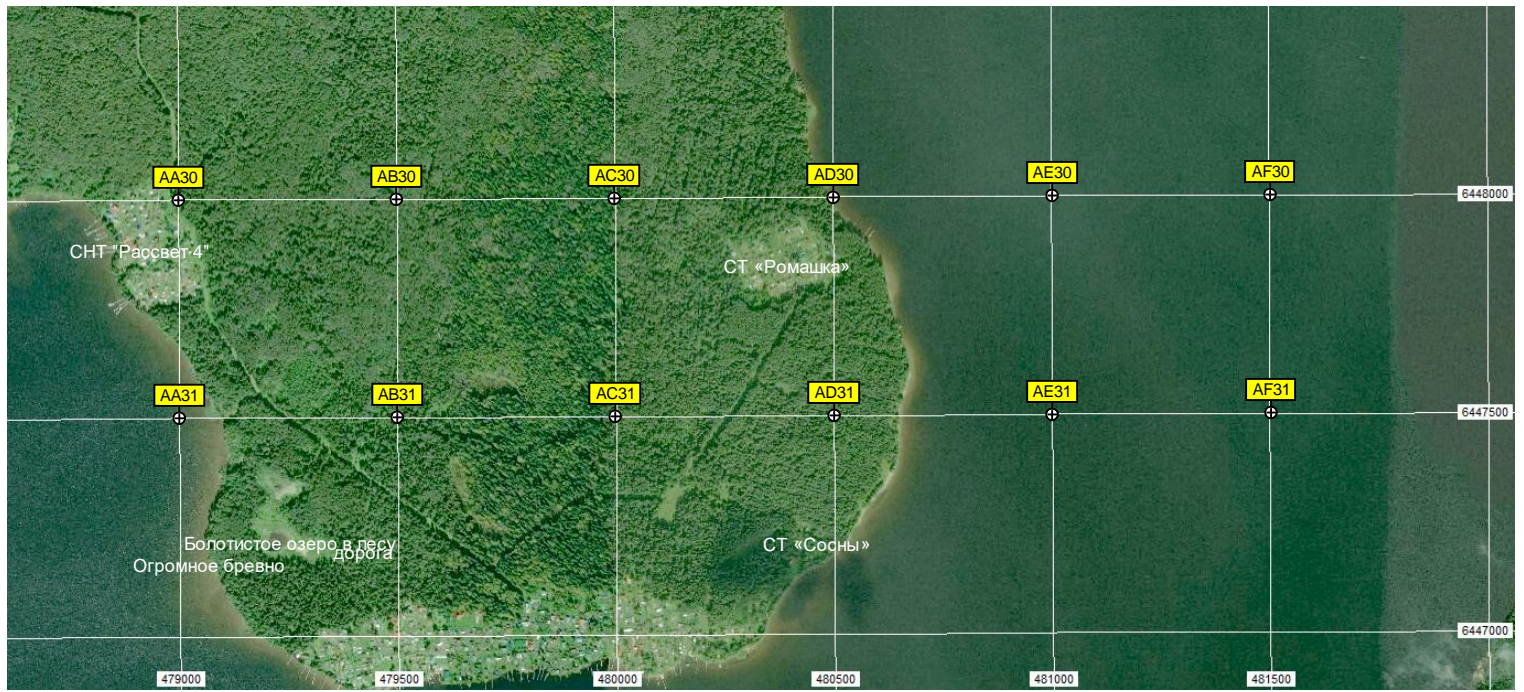 AA30
AB30
AC30
AD30
AE30
AF30
6448000
СНТ "Рассвет-4"
СТ «Ромашка»
AA31
AB31
AC31
AD31
AE31
AF31
6447500
Болотистое озеро в лесу
дорога
СТ «Сосны»
Огромное бревно
6447000
479000
479500
480000
480500
481000
481500